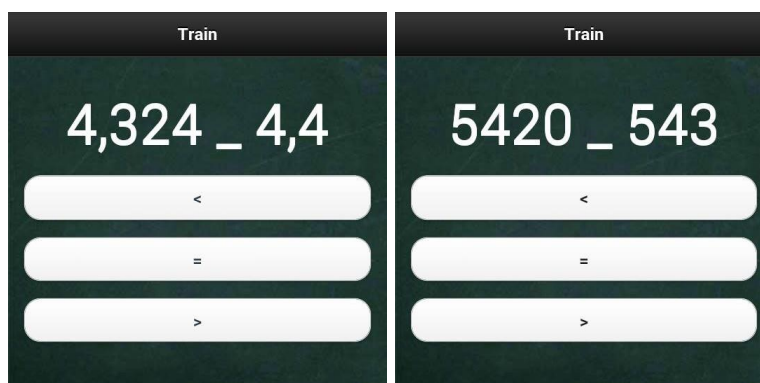 Train
4,324 _ 4,4
<
=
>
Train
5420 _ 543
<
=
>